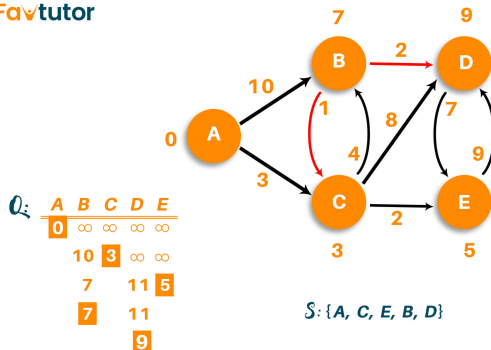 Favtutor
7
9
B
2
D
10
1
8
7
0
A
3
4
9
C
2
E
3
5
Q: A B C D E
0 ∞ ∞ ∞ ∞
10 3 ∞ ∞
7 11 5
7 11
9
S: {A, C, E, B, D}